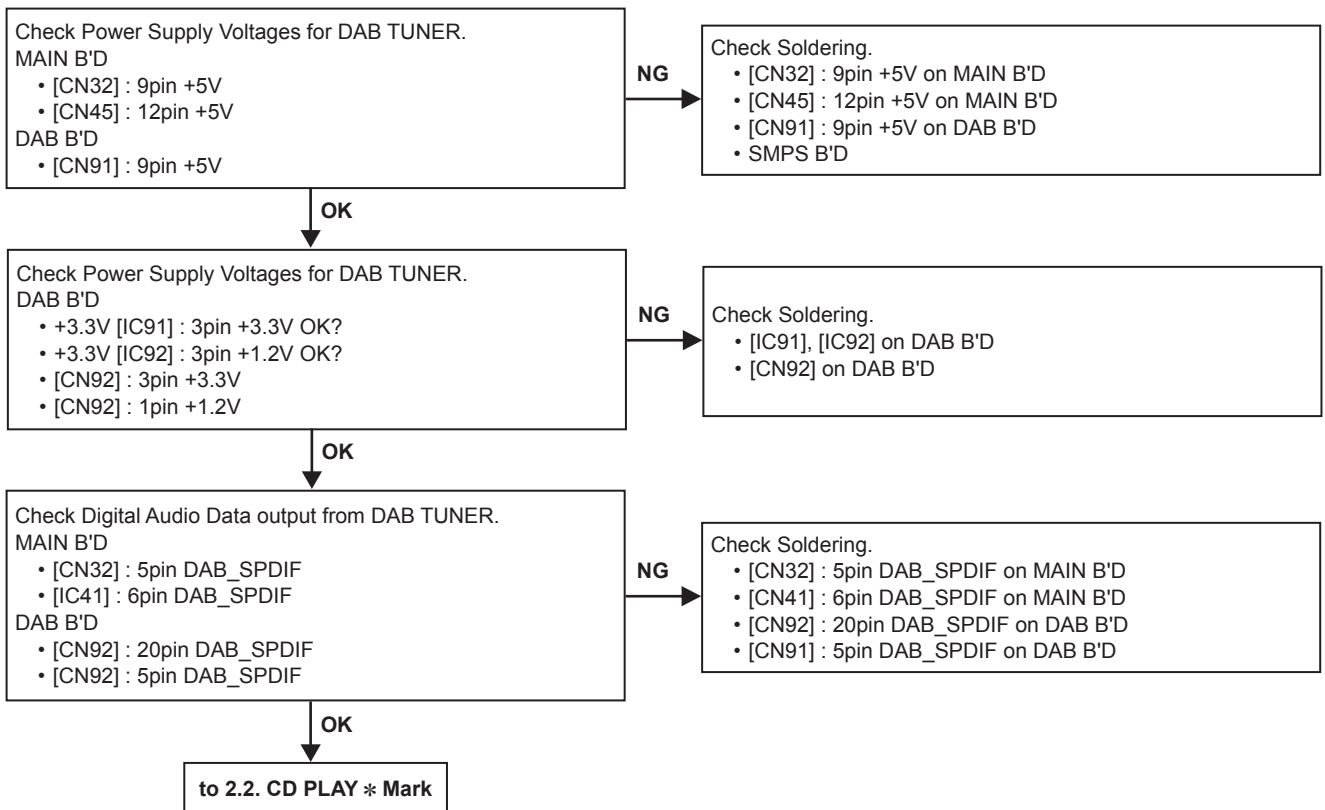 Check Power Supply Voltages for DAB TUNER.
MAIN B'D
• [CN32] : 9pin +5V
• [CN45] : 12pin +5V
DAB B'D
• [CN91] : 9pin +5V
NG
Check Soldering.
• [CN32] : 9pin +5V on MAIN B'D
• [CN45] : 12pin +5V on MAIN B'D
• [CN91] : 9pin +5V on DAB B'D
• SMPS B'D
OK
Check Power Supply Voltages for DAB TUNER.
DAB B'D
• +3.3V [IC91] : 3pin +3.3V OK?
• +3.3V [IC92] : 3pin +1.2V OK?
• [CN92] : 3pin +3.3V
• [CN92] : 1pin +1.2V
NG
Check Soldering.
• [IC91], [IC92] on DAB B'D
• [CN92] on DAB B'D
OK
Check Digital Audio Data output from DAB TUNER.
MAIN B'D
• [CN32] : 5pin DAB_SPDIF
• [IC41] : 6pin DAB_SPDIF
DAB B'D
• [CN92] : 20pin DAB_SPDIF
• [CN92] : 5pin DAB_SPDIF
NG
Check Soldering.
• [CN32] : 5pin DAB_SPDIF on MAIN B'D
• [CN41] : 6pin DAB_SPDIF on MAIN B'D
• [CN92] : 20pin DAB_SPDIF on DAB B'D
• [CN91] : 5pin DAB_SPDIF on DAB B'D
OK
to 2.2. CD PLAY ✻ Mark